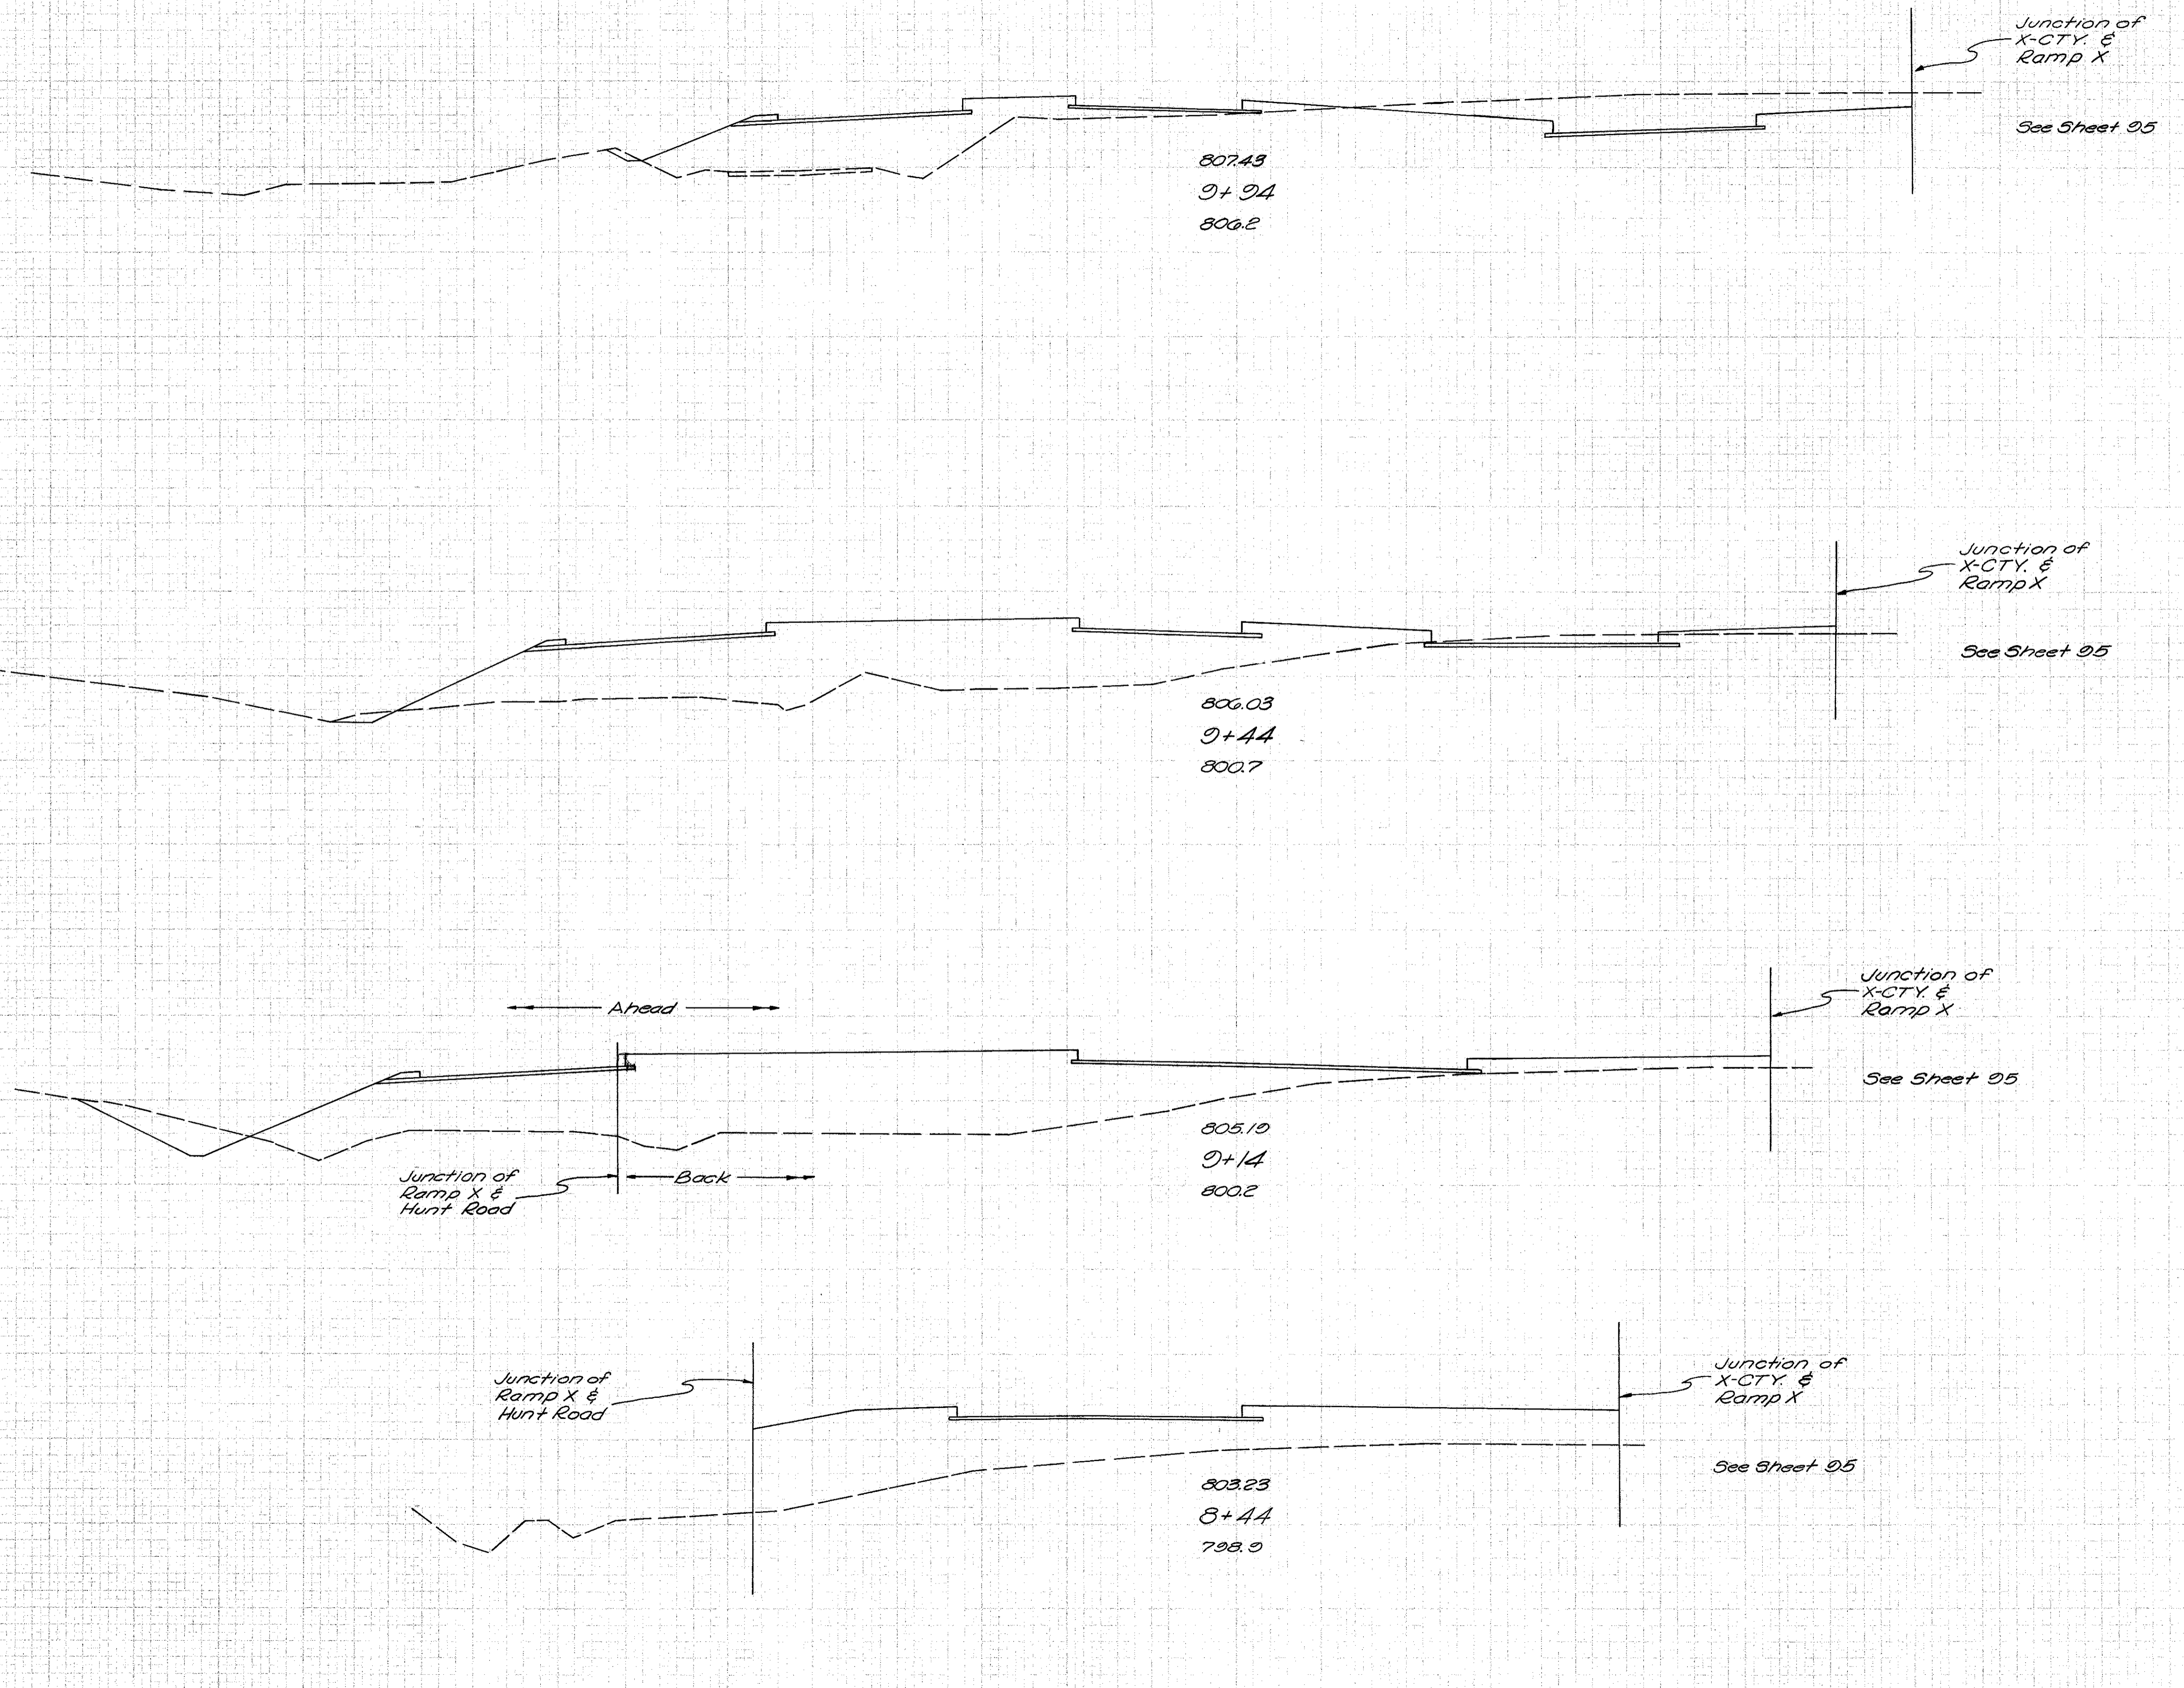 Junction of
X-CTY. &
Ramp X
See Sheet 95
807.43
9+94
806.2
Junction of
X-CTY. &
Ramp X
See Sheet 95
806.03
9+44
800.7
Ahead
Junction of
X-CTY. &
Ramp X
See Sheet 95
805.19
9+14
800.2
Junction of
Ramp X &
Hunt Road
Back
Junction of
Ramp X &
Hunt Road
Junction of
X-CTY. &
Ramp X
See Sheet 95
803.23
8+44
798.9